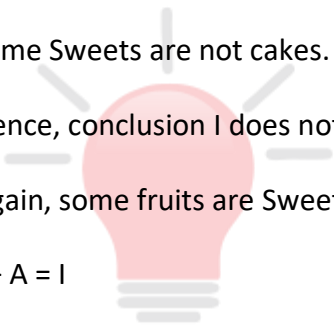 me Sweets are not cakes.
ence, conclusion I does not
gain, some fruits are Sweet
A = I